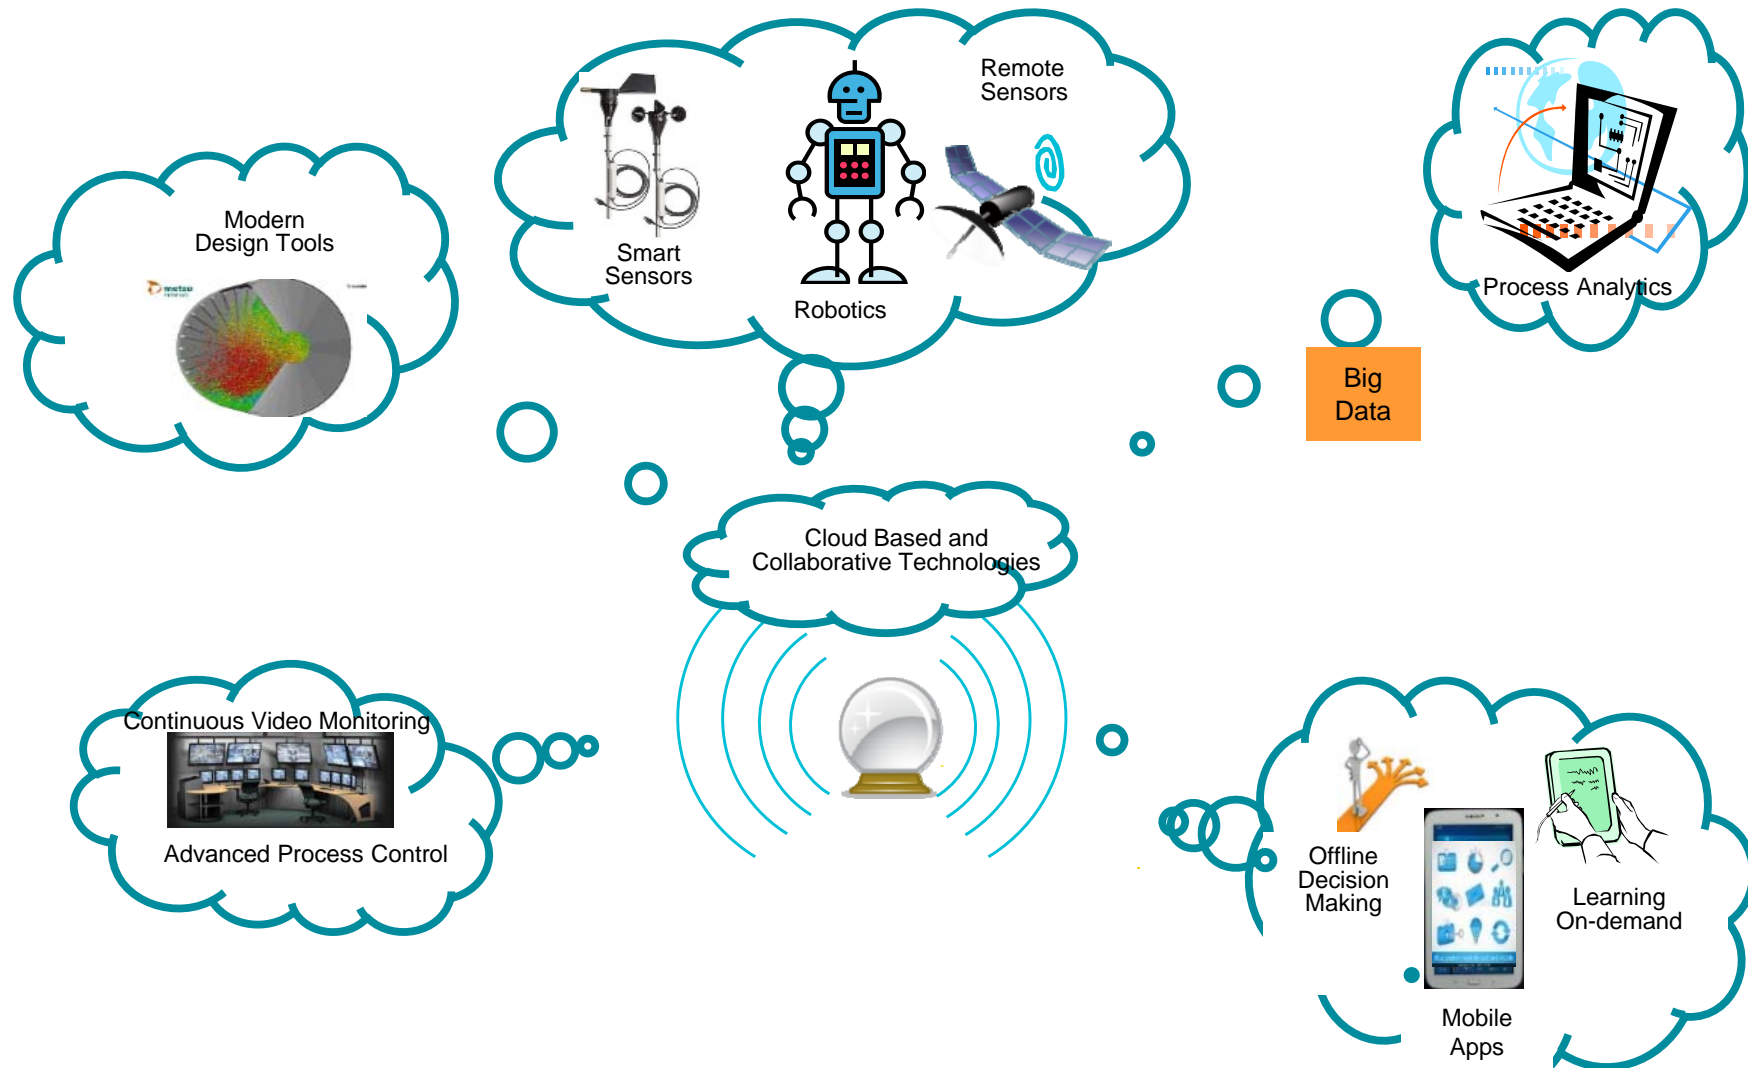 Remote
Sensors
Smart
Sensors
Robotics
Modern
Design Tools
metso
Process Analytics
Big
Data
Cloud Based and
Collaborative Technologies
Continuous Video Monitoring
Advanced Process Control
Offline
Decision
Making
Learning
On-demand
Mobile
Apps